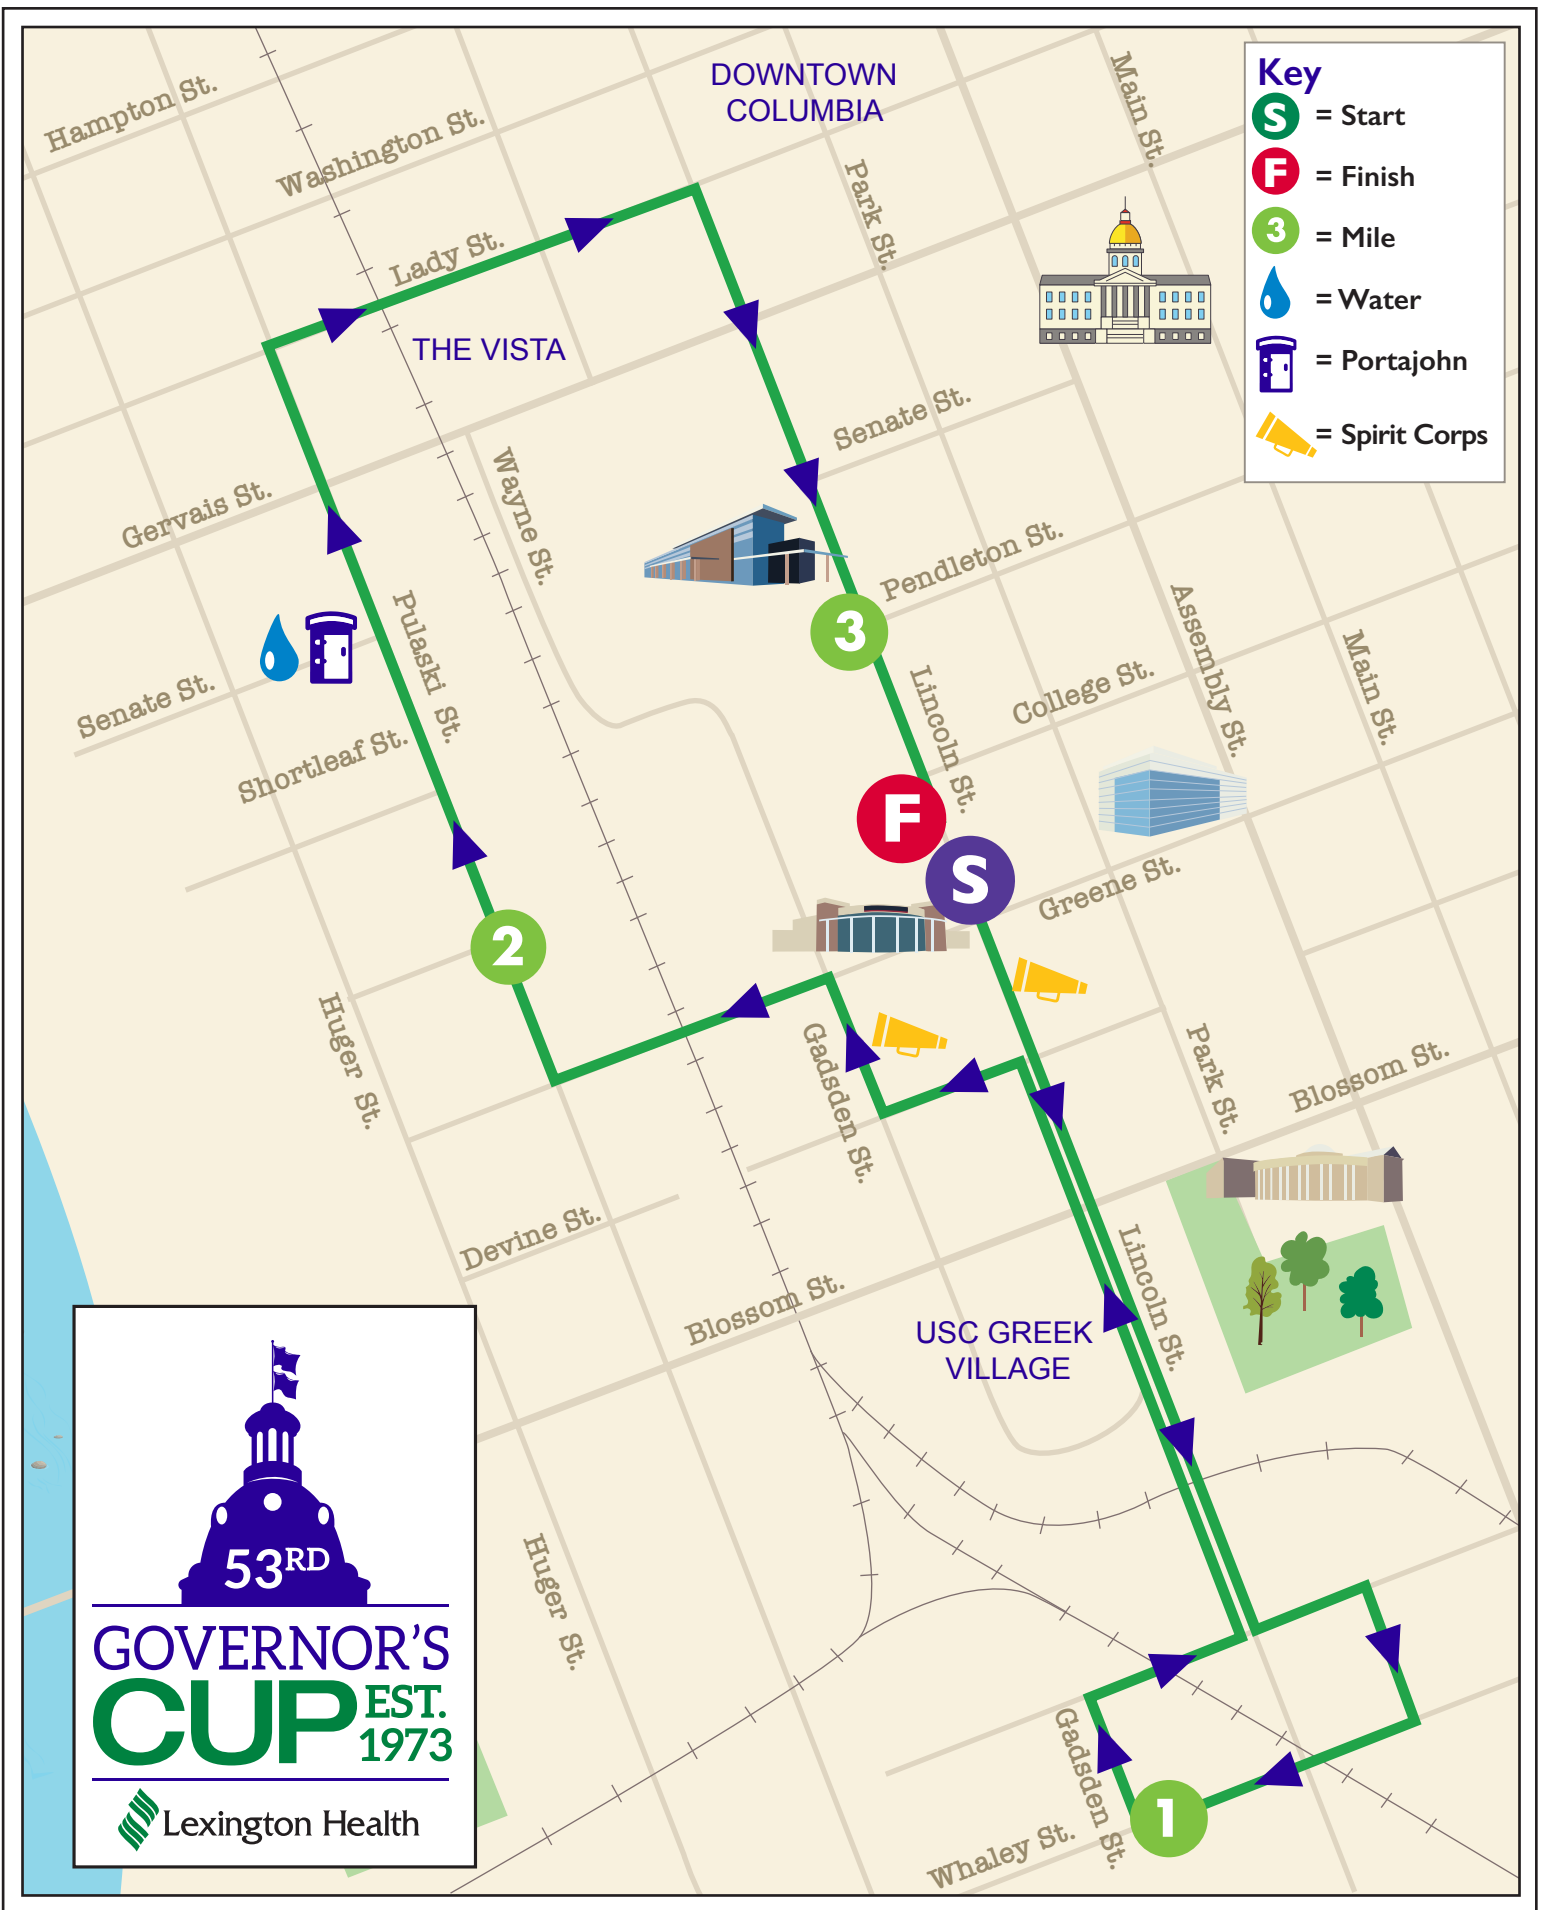 DOWNTOWN
COLUMBIA
Main St.
Key
S = Start
F = Finish
3 = Mile
= Water
= Portajohn
= Spirit Corps
Hampton St.
Washington St.
Lady St.
Park St.
THE VISTA
Senate St.
Gervais St.
Wayne St.
Pendleton St.
Pulaski St.
3
Assembly St.
Main St.
Senate St.
Lincoln St.
College St.
Shortleaf St.
F
S
Greene St.
2
Huger St.
Gadsden St.
Park St.
Blossom St.
Devine St.
Lincoln St.
Blossom St.
USC GREEK
VILLAGE
Huger St.
Gadsden St.
1
Whaley St.
53RD
GOVERNOR'S
CUP EST.
1973
Lexington Health